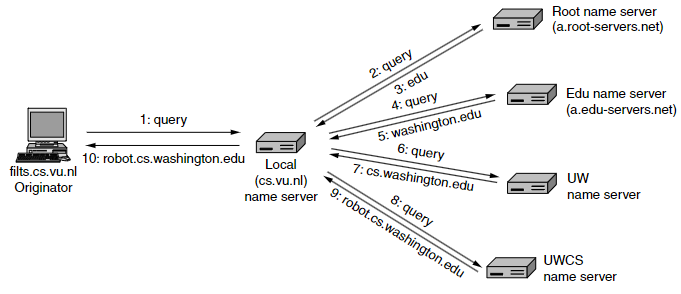 Root name server
(a.root-servers.net)
2: query
3: edu
4: query
Edu name server
(a.edu-servers.net)
1: query
5: washington.edu
6: query
10: robot.cs.washington.edu
7: cs.washington.edu
filts.cs.vu.nl
Originator
Local
(cs.vu.nl)
name server
UW
name server
8: query
9: robot.cs.washington.edu
UWCS
name server